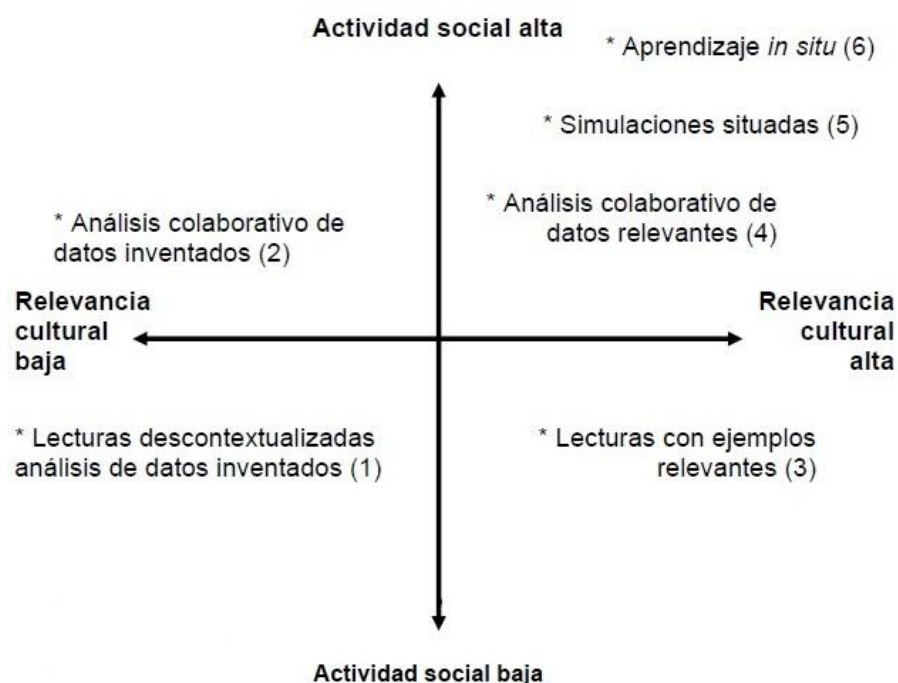 Actividad social alta
* Aprendizaje in situ (6)
* Simulaciones situadas (5)
* Análisis colaborativo de
datos inventados (2)
* Análisis colaborativo de
datos relevantes (4)
Relevancia
cultural
baja
Relevancia
cultural
alta
* Lecturas descontextualizadas
análisis de datos inventados (1)
* Lecturas con ejemplos
relevantes (3)
Actividad social baja